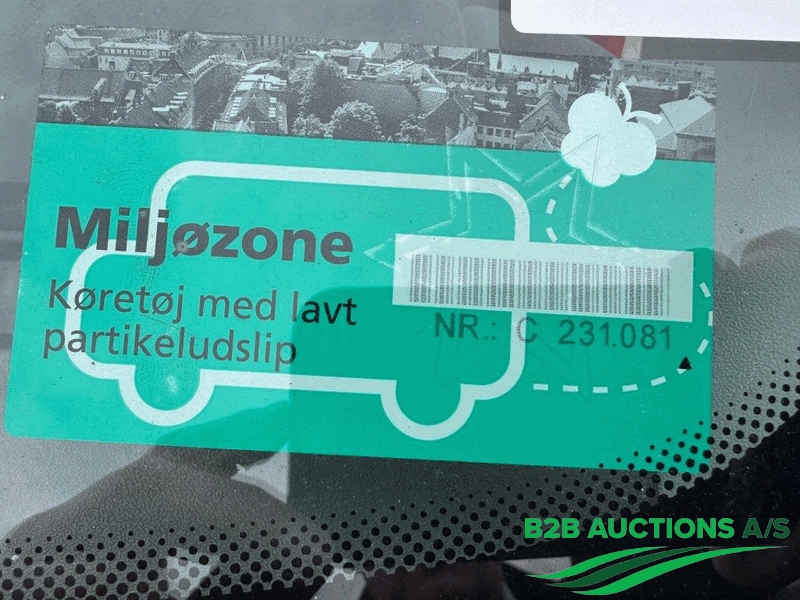 Miljøzone
Køretøj med lavt
partikeludslip
NR.: C 231.081
B2B AUCTIONS A/S